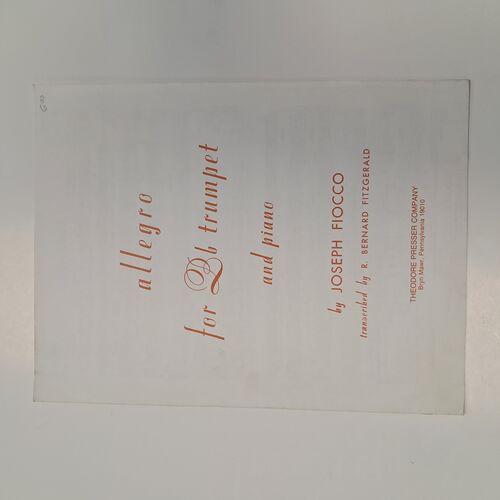 allegro
for Bb trumpet
and piano
by JOSEPH FIOCCO
transcribed by R. BERNARD FITZGERALD
THEODORE PRESSER COMPANY
Bryn Mawr, Pennsylvania 19010